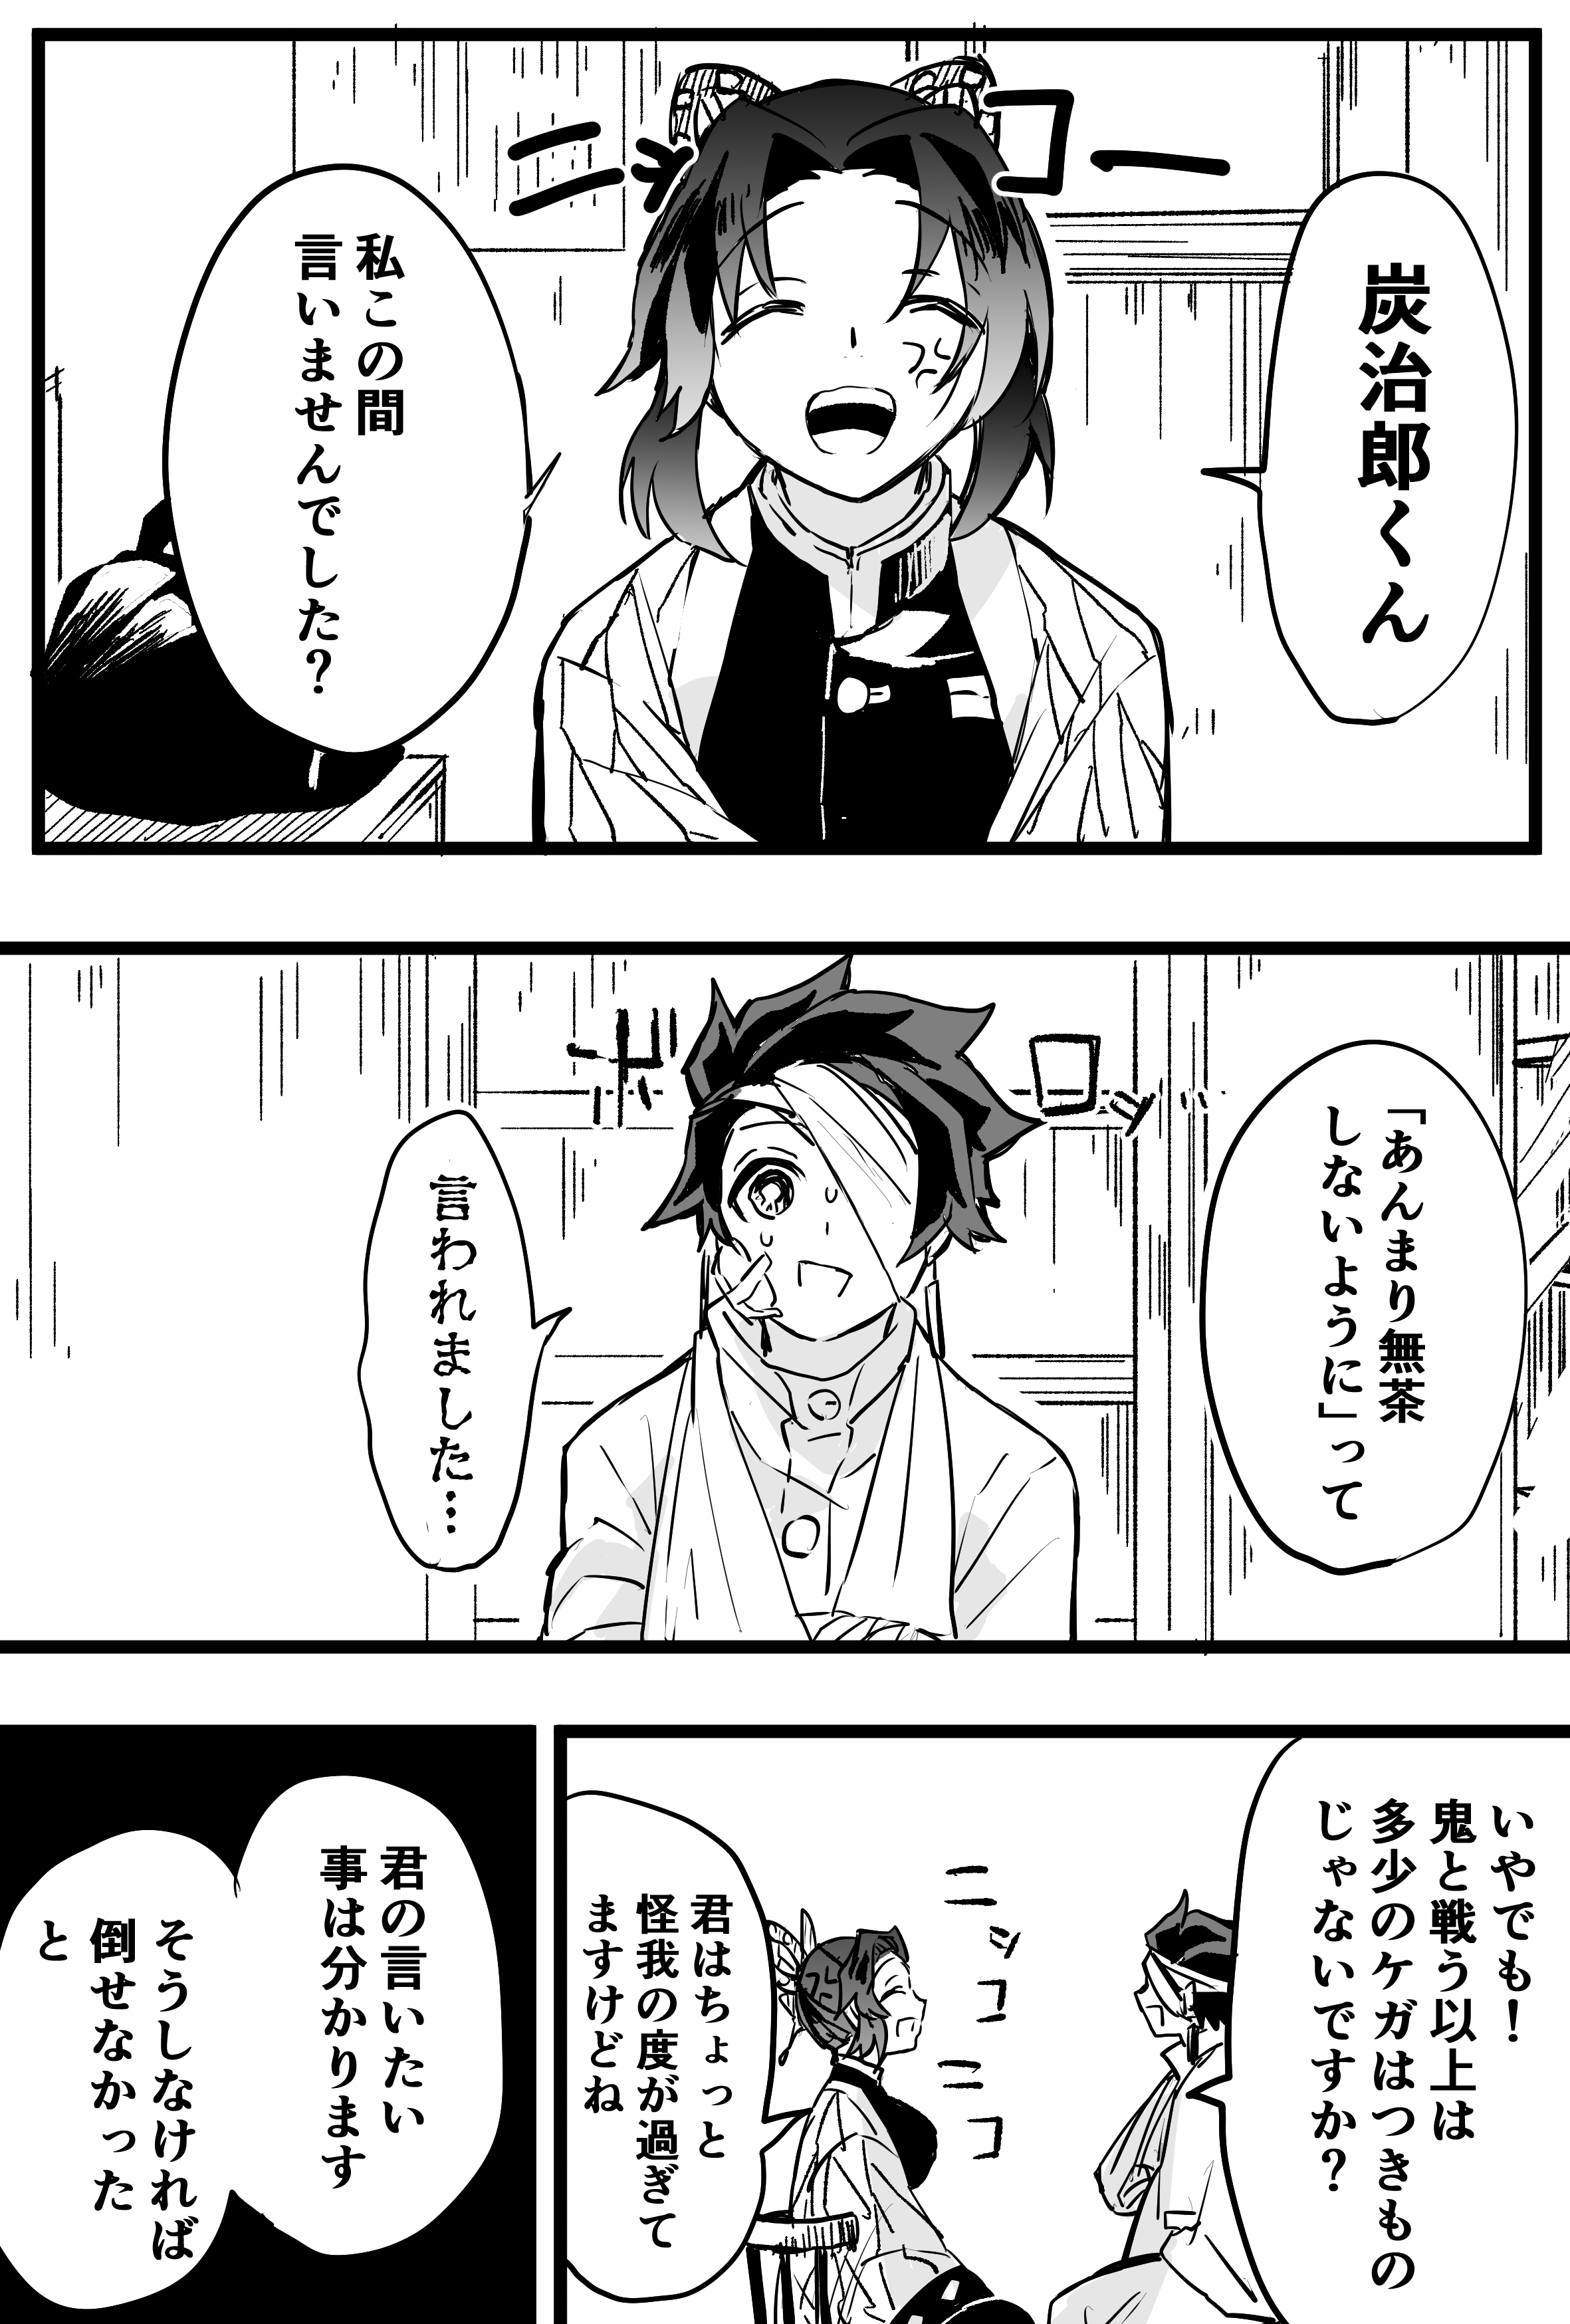 炭治郎くん
ニッコー
私この間
言いませんでした?
「あんまり無茶
しないように」って
ボロッ
言われました…
いやでも!
鬼と戦う以上は
多少のケガはつきもの
じゃないですか?
ニッコニコ
君はちょっと
怪我の度が過ぎて
ますけどね
君の言いたい
事は分かります
そうしなければ
倒せなかった
と